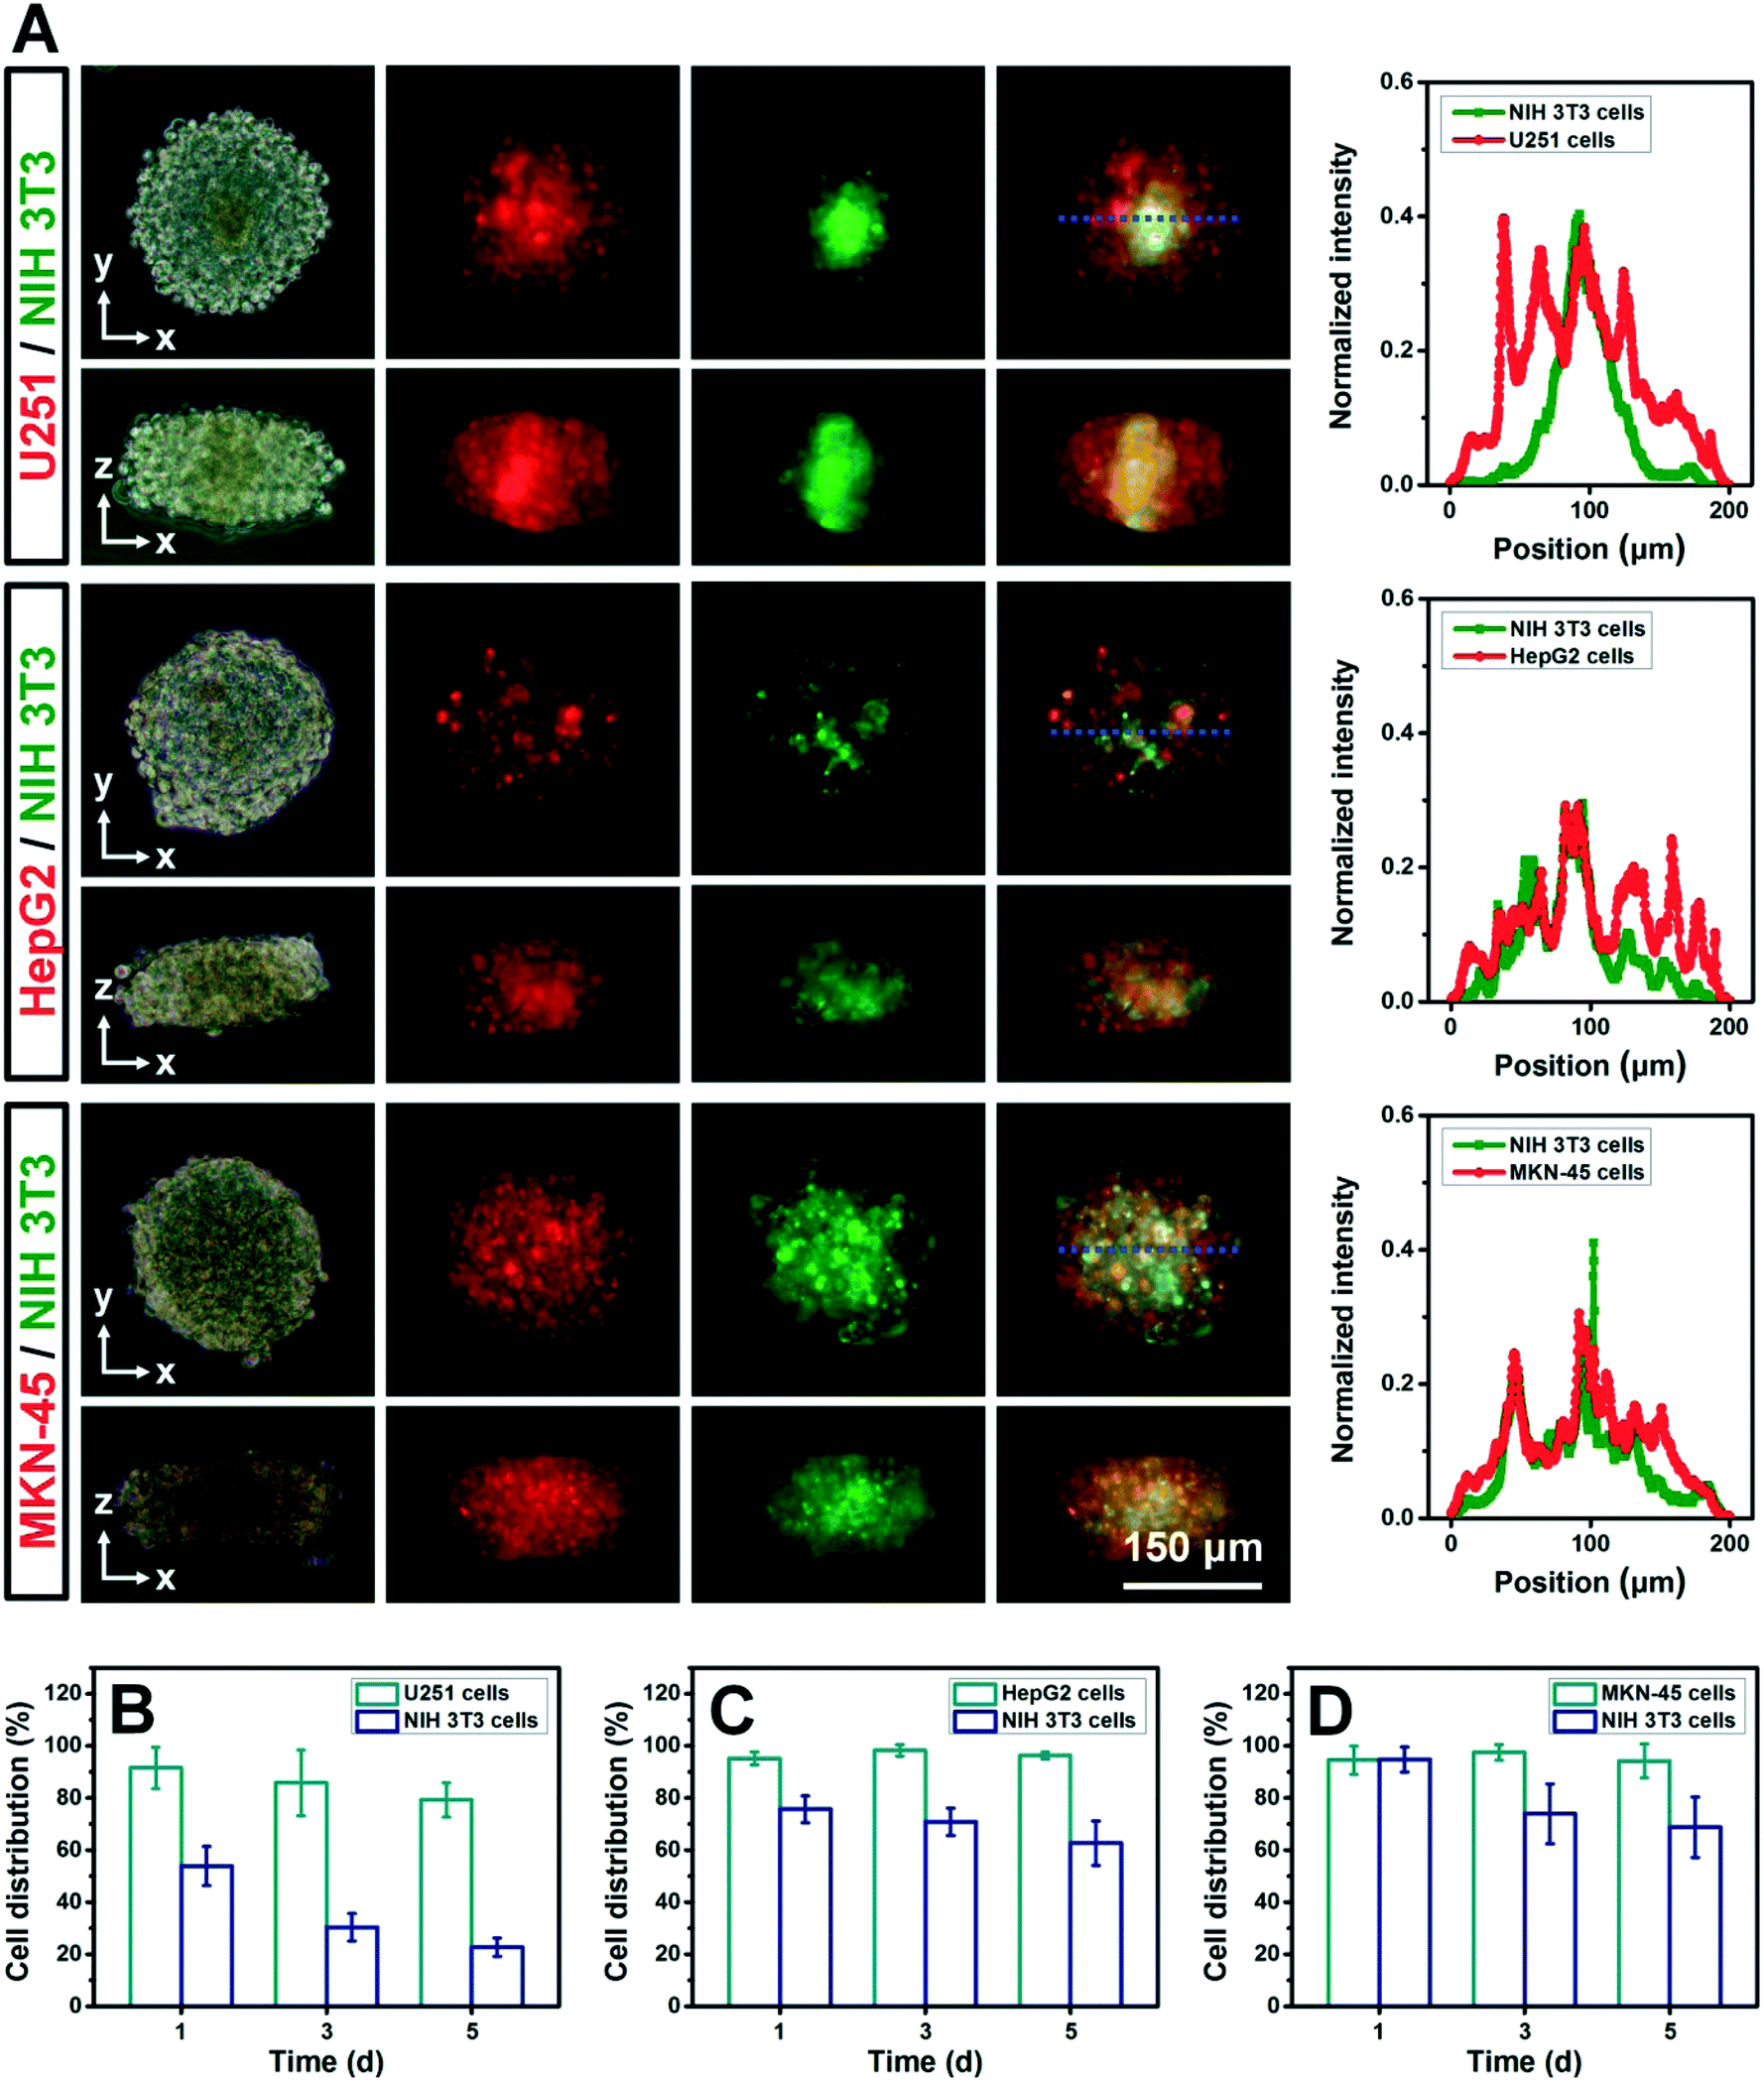 A
U251 / NIH 3T3
y
x
z
x
0.6
0.4
0.2
0.0
NIH 3T3 cells
U251 cells
Normalized intensity
0 100 200
Position (µm)
HepG2 / NIH 3T3
y
x
z
x
0.6
0.4
0.2
0.0
NIH 3T3 cells
HepG2 cells
Normalized intensity
0 100 200
Position (µm)
MKN-45 / NIH 3T3
y
x
z
x
150 µm
0.6
0.4
0.2
0.0
NIH 3T3 cells
MKN-45 cells
Normalized intensity
0 100 200
Position (µm)
B
U251 cells
NIH 3T3 cells
Cell distribution (%)
120
100
80
60
40
20
0
1 3 5
Time (d)
C
HepG2 cells
NIH 3T3 cells
Cell distribution (%)
120
100
80
60
40
20
0
1 3 5
Time (d)
D
MKN-45 cells
NIH 3T3 cells
Cell distribution (%)
120
100
80
60
40
20
0
1 3 5
Time (d)